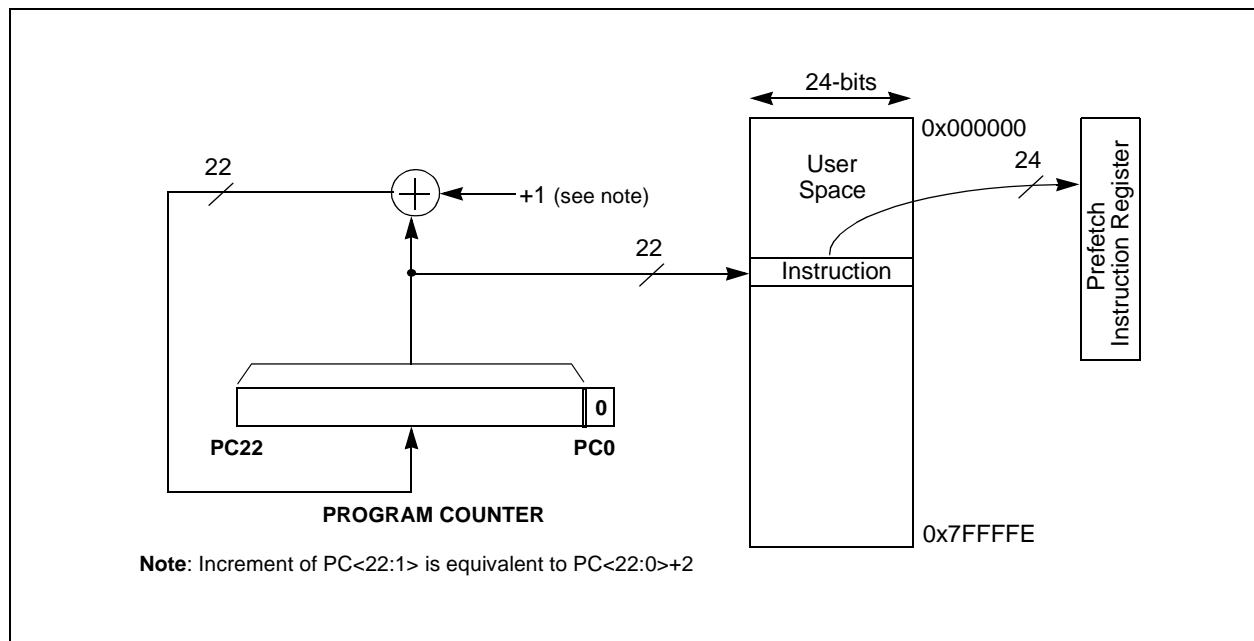 24-bits
0x000000
22
+1 (see note)
User
Space
24
Prefetch
Instruction Register
22
Instruction
0
PC22
PC0
PROGRAM COUNTER
0x7FFFFE
Note: Increment of PC<22:1> is equivalent to PC<22:0>+2